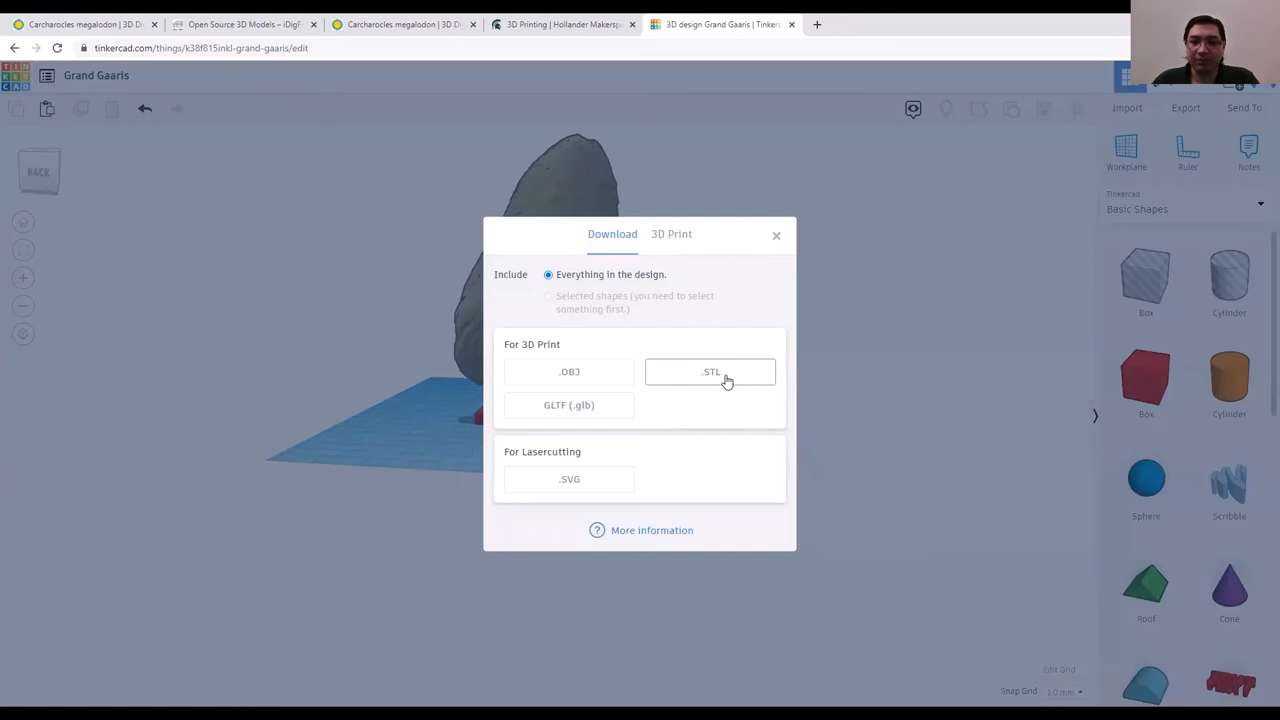 Carcharocles megalodon | 3D Di
Open Source 3D Models – iDigF
Carcharocles megalodon | 3D Di
3D Printing | Hollander Makerspa
3D design Grand Gaaris | Tinkerc
tinkercad.com/things/k38f815inkl-grand-gaaris/edit
TIN
KER
CAD
Grand Gaaris
Import
Export
Send To
BACK
Workplane
Ruler
Notes
Tinkercad
Basic Shapes
Download
3D Print
Include
Everything in the design.
Selected shapes (you need to select
something first.)
For 3D Print
.OBJ
.STL
GLTF (.glb)
For Lasercutting
.SVG
More information
Box
Cylinder
Box
Cylinder
Sphere
Scribble
Roof
Cone
Edit Grid
Snap Grid
1.0 mm